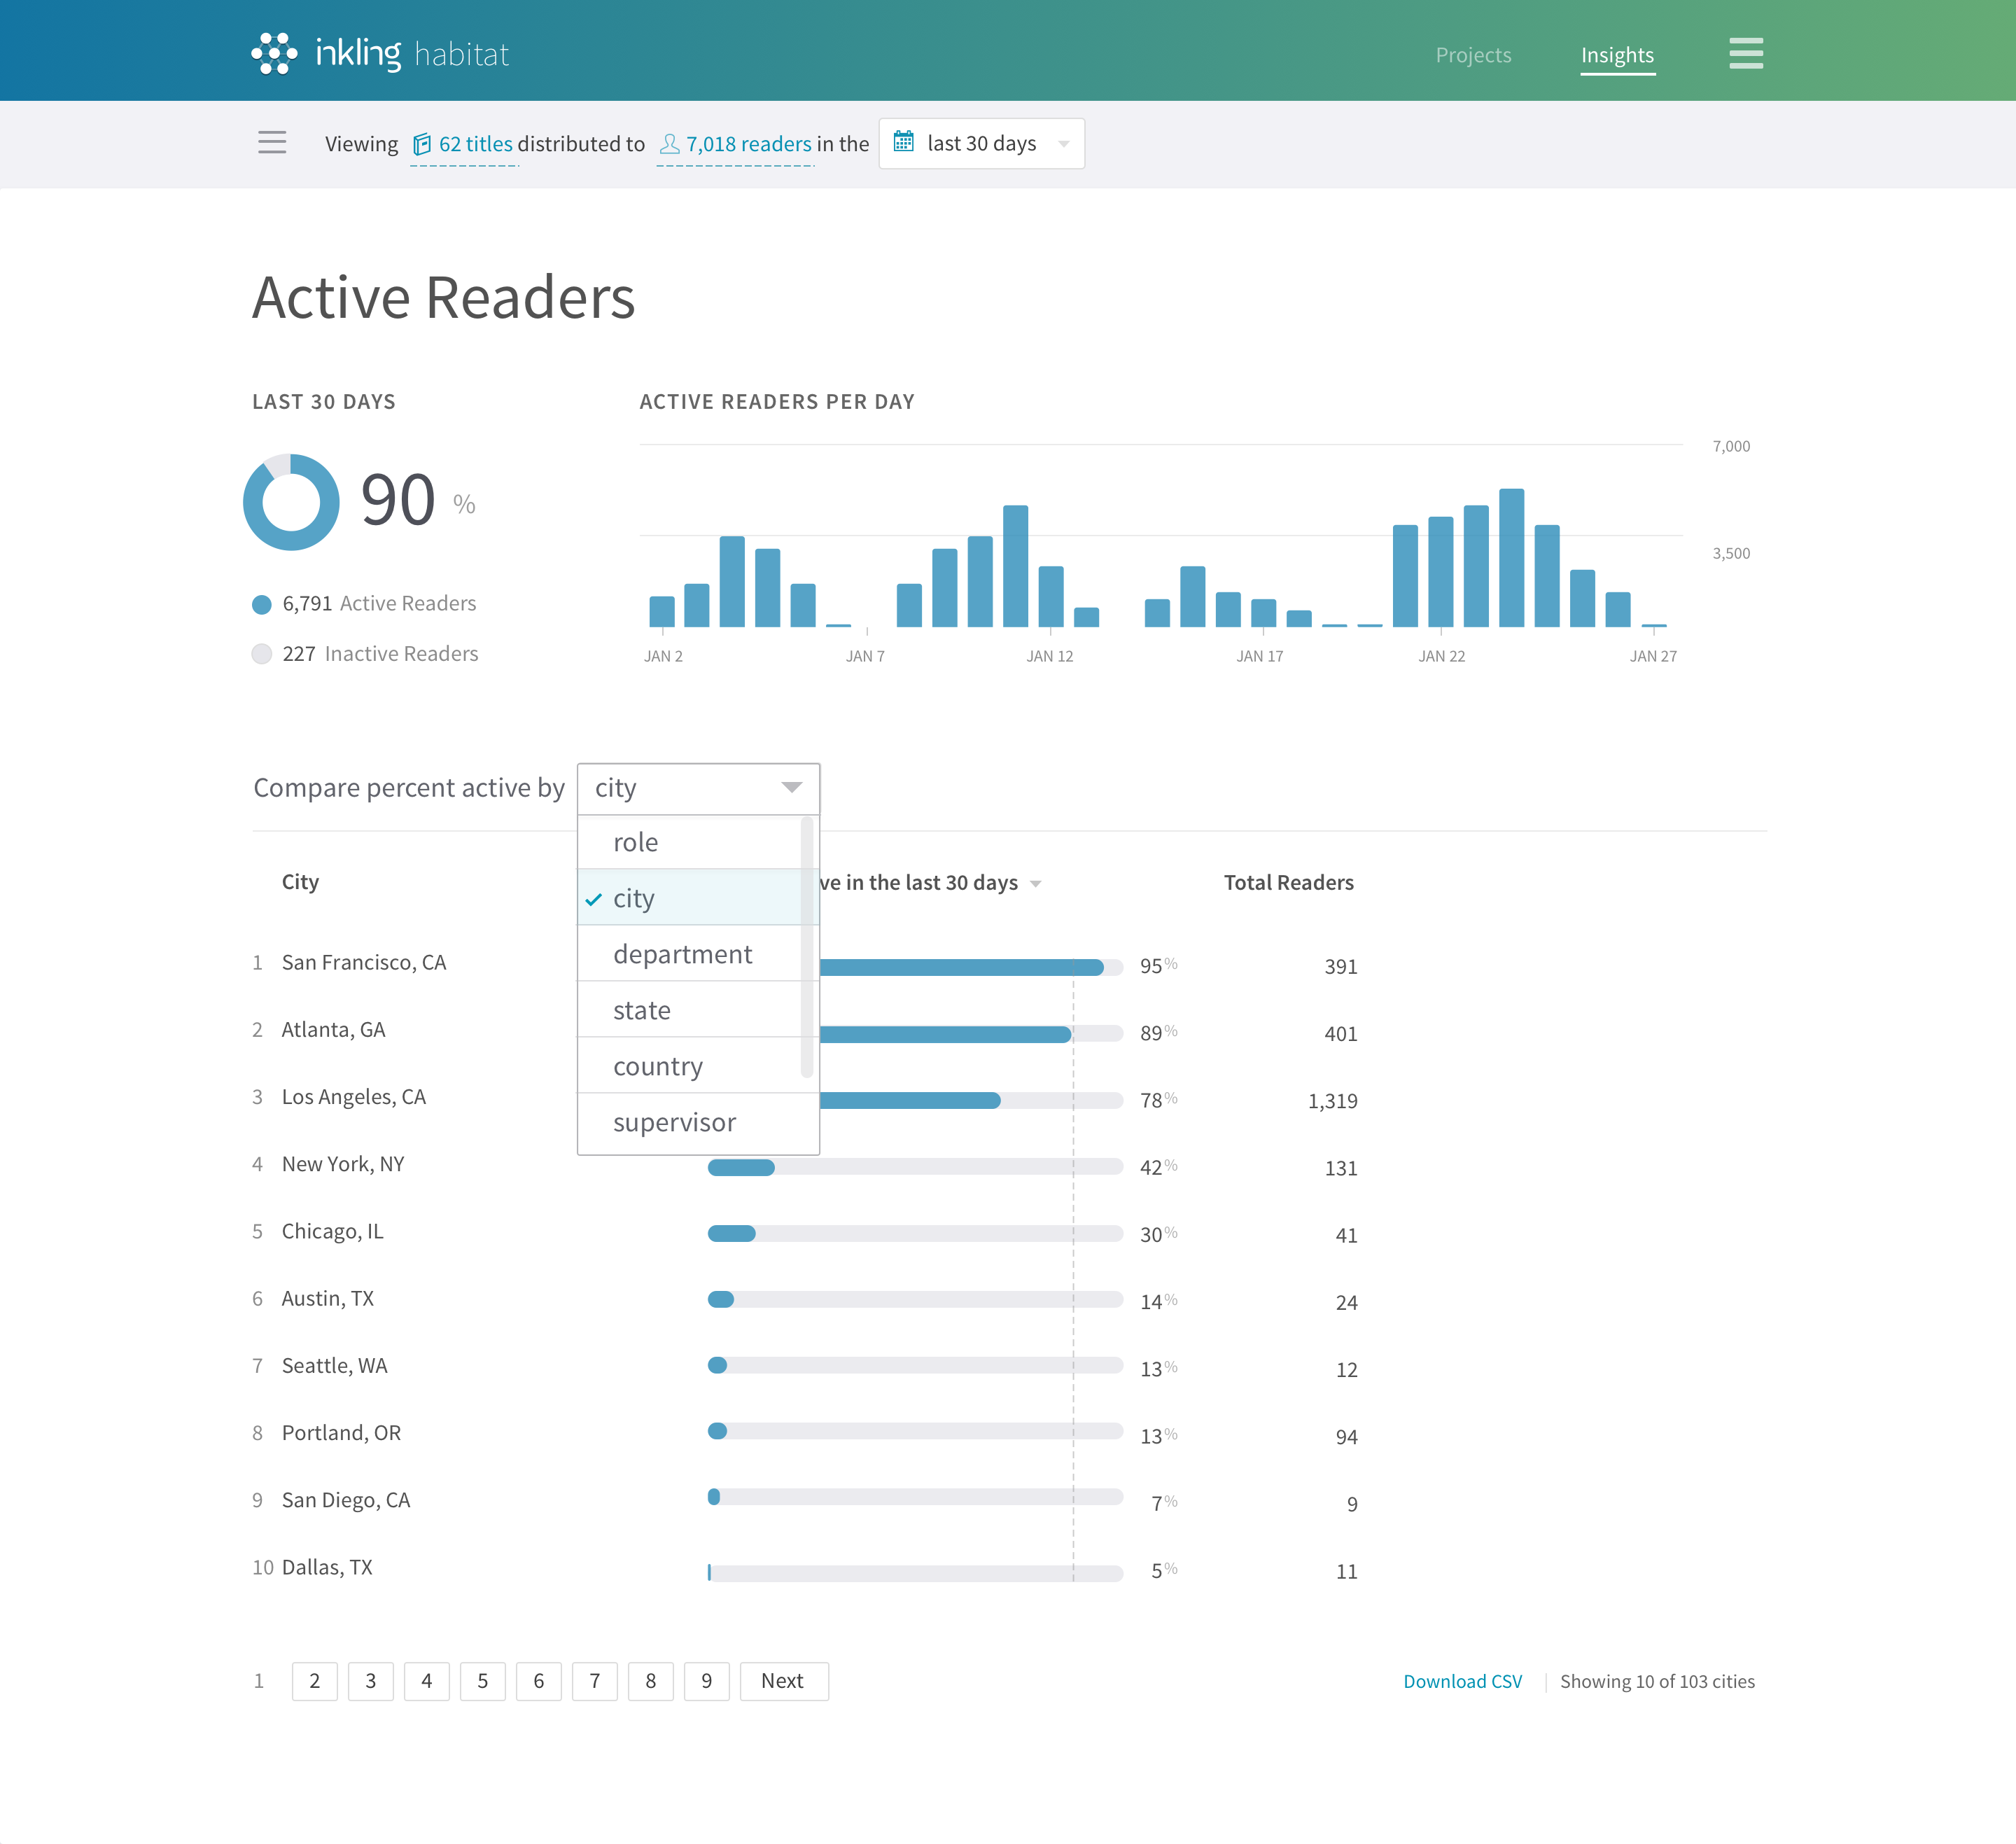 inkling habitat
Projects
Insights
Viewing 62 titles distributed to 7,018 readers in the last 30 days
Active Readers
LAST 30 DAYS
90 %
6,791 Active Readers
227 Inactive Readers
ACTIVE READERS PER DAY
7,000
3,500
JAN 2 JAN 7 JAN 12 JAN 17 JAN 22 JAN 27
Compare percent active by city
role
city
department
state
country
supervisor
City ve in the last 30 days Total Readers
1 San Francisco, CA 95% 391
2 Atlanta, GA 89% 401
3 Los Angeles, CA 78% 1,319
4 New York, NY 42% 131
5 Chicago, IL 30% 41
6 Austin, TX 14% 24
7 Seattle, WA 13% 12
8 Portland, OR 13% 94
9 San Diego, CA 7% 9
10 Dallas, TX 5% 11
1 2 3 4 5 6 7 8 9 Next
Download CSV Showing 10 of 103 cities